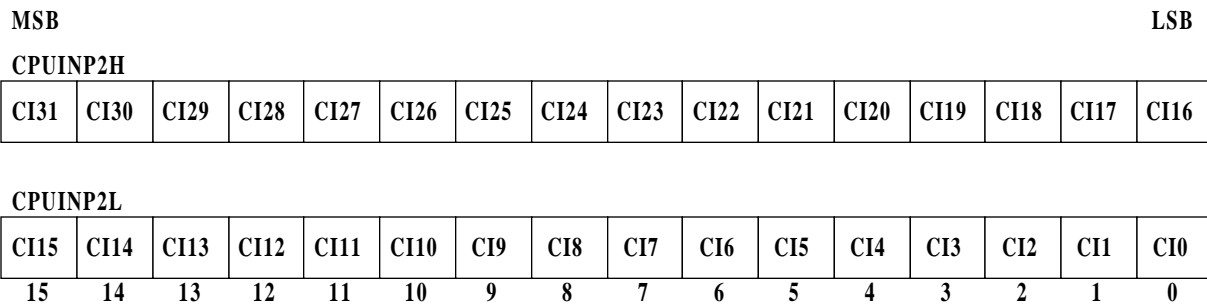 MSB LSB
CPUINP2H
CI31 CI30 CI29 CI28 CI27 CI26 CI25 CI24 CI23 CI22 CI21 CI20 CI19 CI18 CI17 CI16
CPUINP2L
CI15 CI14 CI13 CI12 CI11 CI10 CI9 CI8 CI7 CI6 CI5 CI4 CI3 CI2 CI1 CI0
15 14 13 12 11 10 9 8 7 6 5 4 3 2 1 0